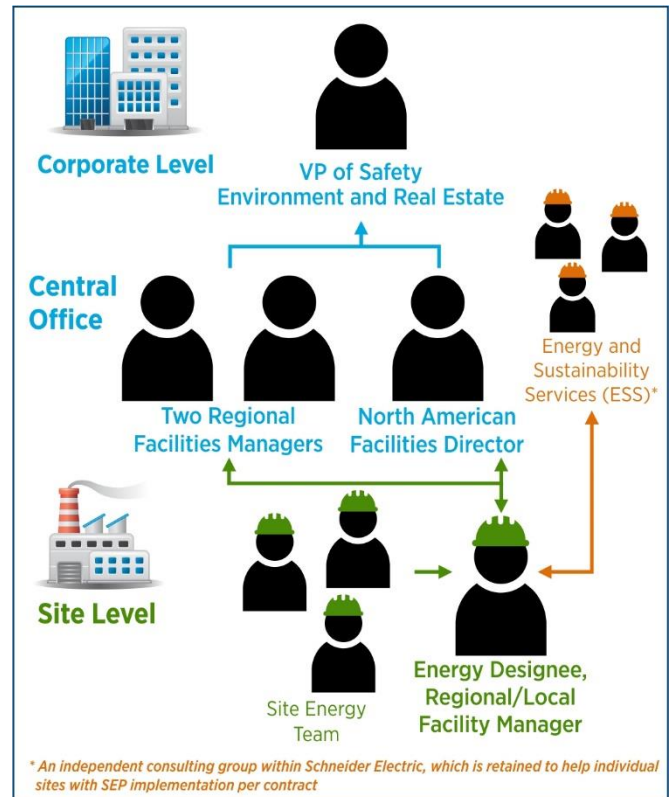 Corporate Level
VP of Safety
Environment and Real Estate
Central
Office
Two Regional
Facilities Managers
North American
Facilities Director
Energy and
Sustainability
Services (ESS)*
Site Level
Site Energy
Team
Energy Designee,
Regional/Local
Facility Manager
* An independent consulting group within Schneider Electric, which is retained to help individual
sites with SEP implementation per contract